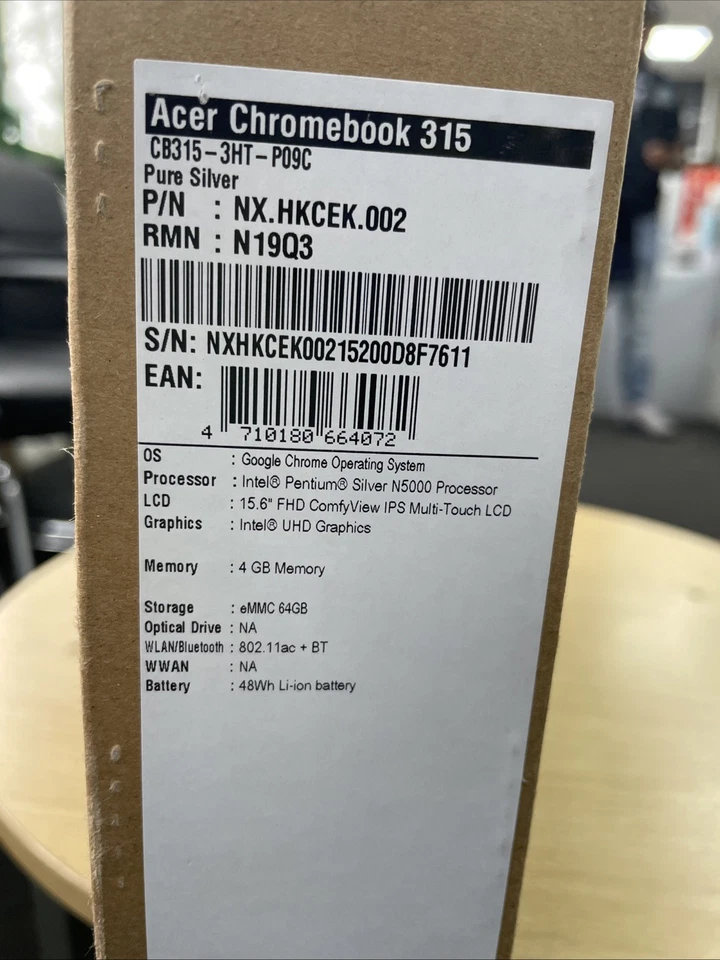 Acer Chromebook 315
CB315-3HT-P09C
Pure Silver
P/N : NX.HKCEK.002
RMN : N19Q3
S/N: NXHKCEK00215200D8F7611
EAN:
4 710180 664072
OS : Google Chrome Operating System
Processor : Intel® Pentium® Silver N5000 Processor
LCD : 15.6" FHD ComfyView IPS Multi-Touch LCD
Graphics : Intel® UHD Graphics
Memory : 4 GB Memory
Storage : eMMC 64GB
Optical Drive : NA
WLAN/Bluetooth : 802.11ac + BT
WWAN : NA
Battery : 48Wh Li-ion battery